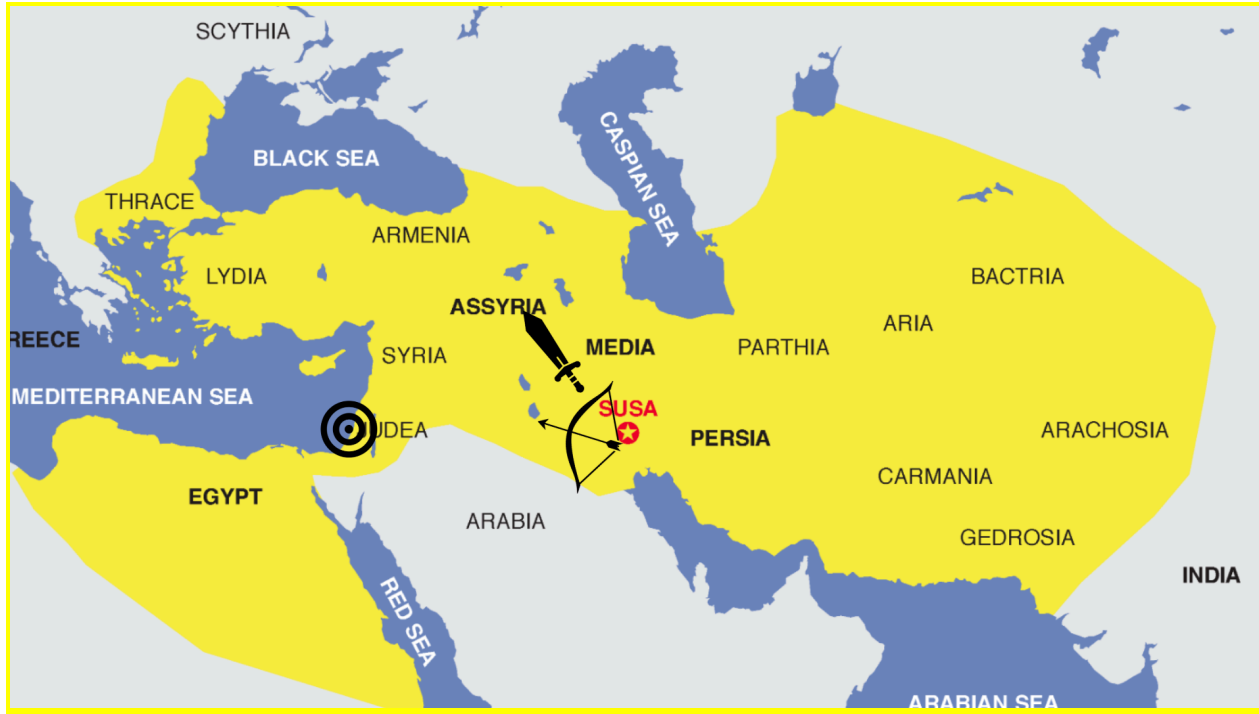 SCYTHIA
CASPIAN SEA
BLACK SEA
THRACE
ARMENIA
LYDIA
BACTRIA
ASSYRIA
ARIA
REECE
SYRIA
MEDIA
PARTHIA
MEDITERRANEAN SEA
SUSA
UDEA
PERSIA
ARACHOSIA
EGYPT
CARMANIA
ARABIA
GEDROSIA
INDIA
RED SEA
ARABIAN SEA